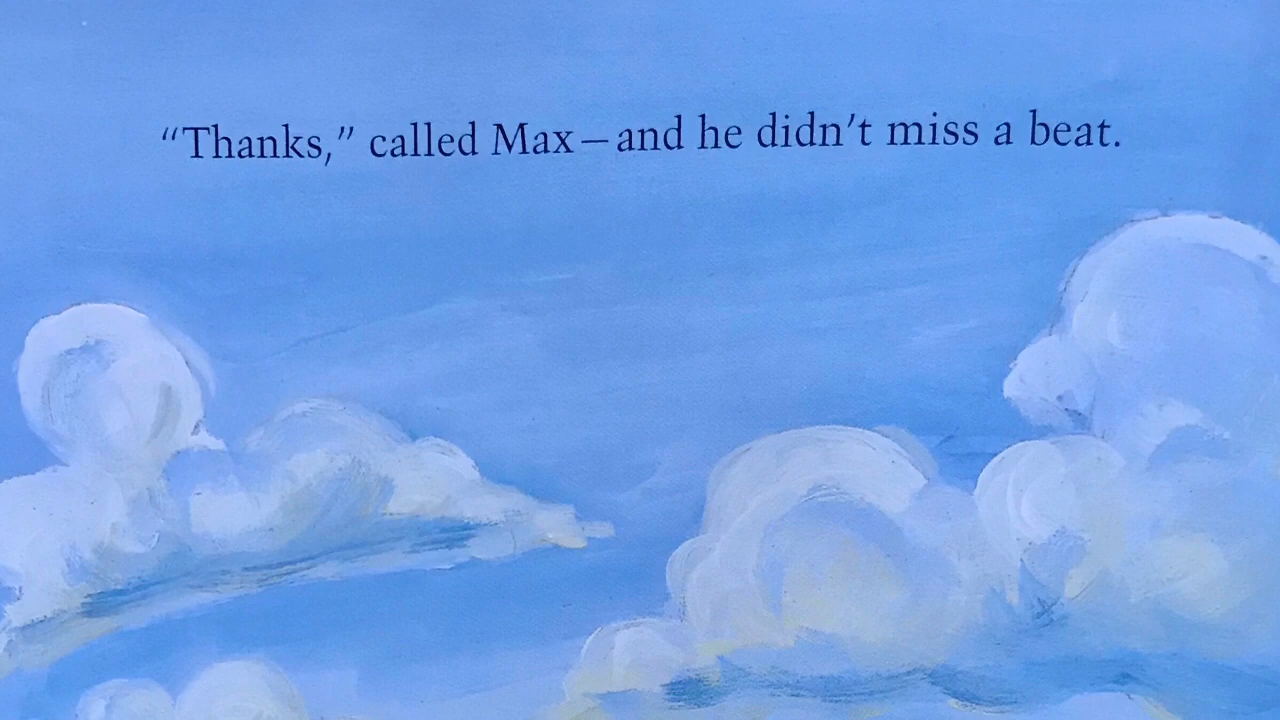 “Thanks,” called Max—and he didn’t miss a beat.